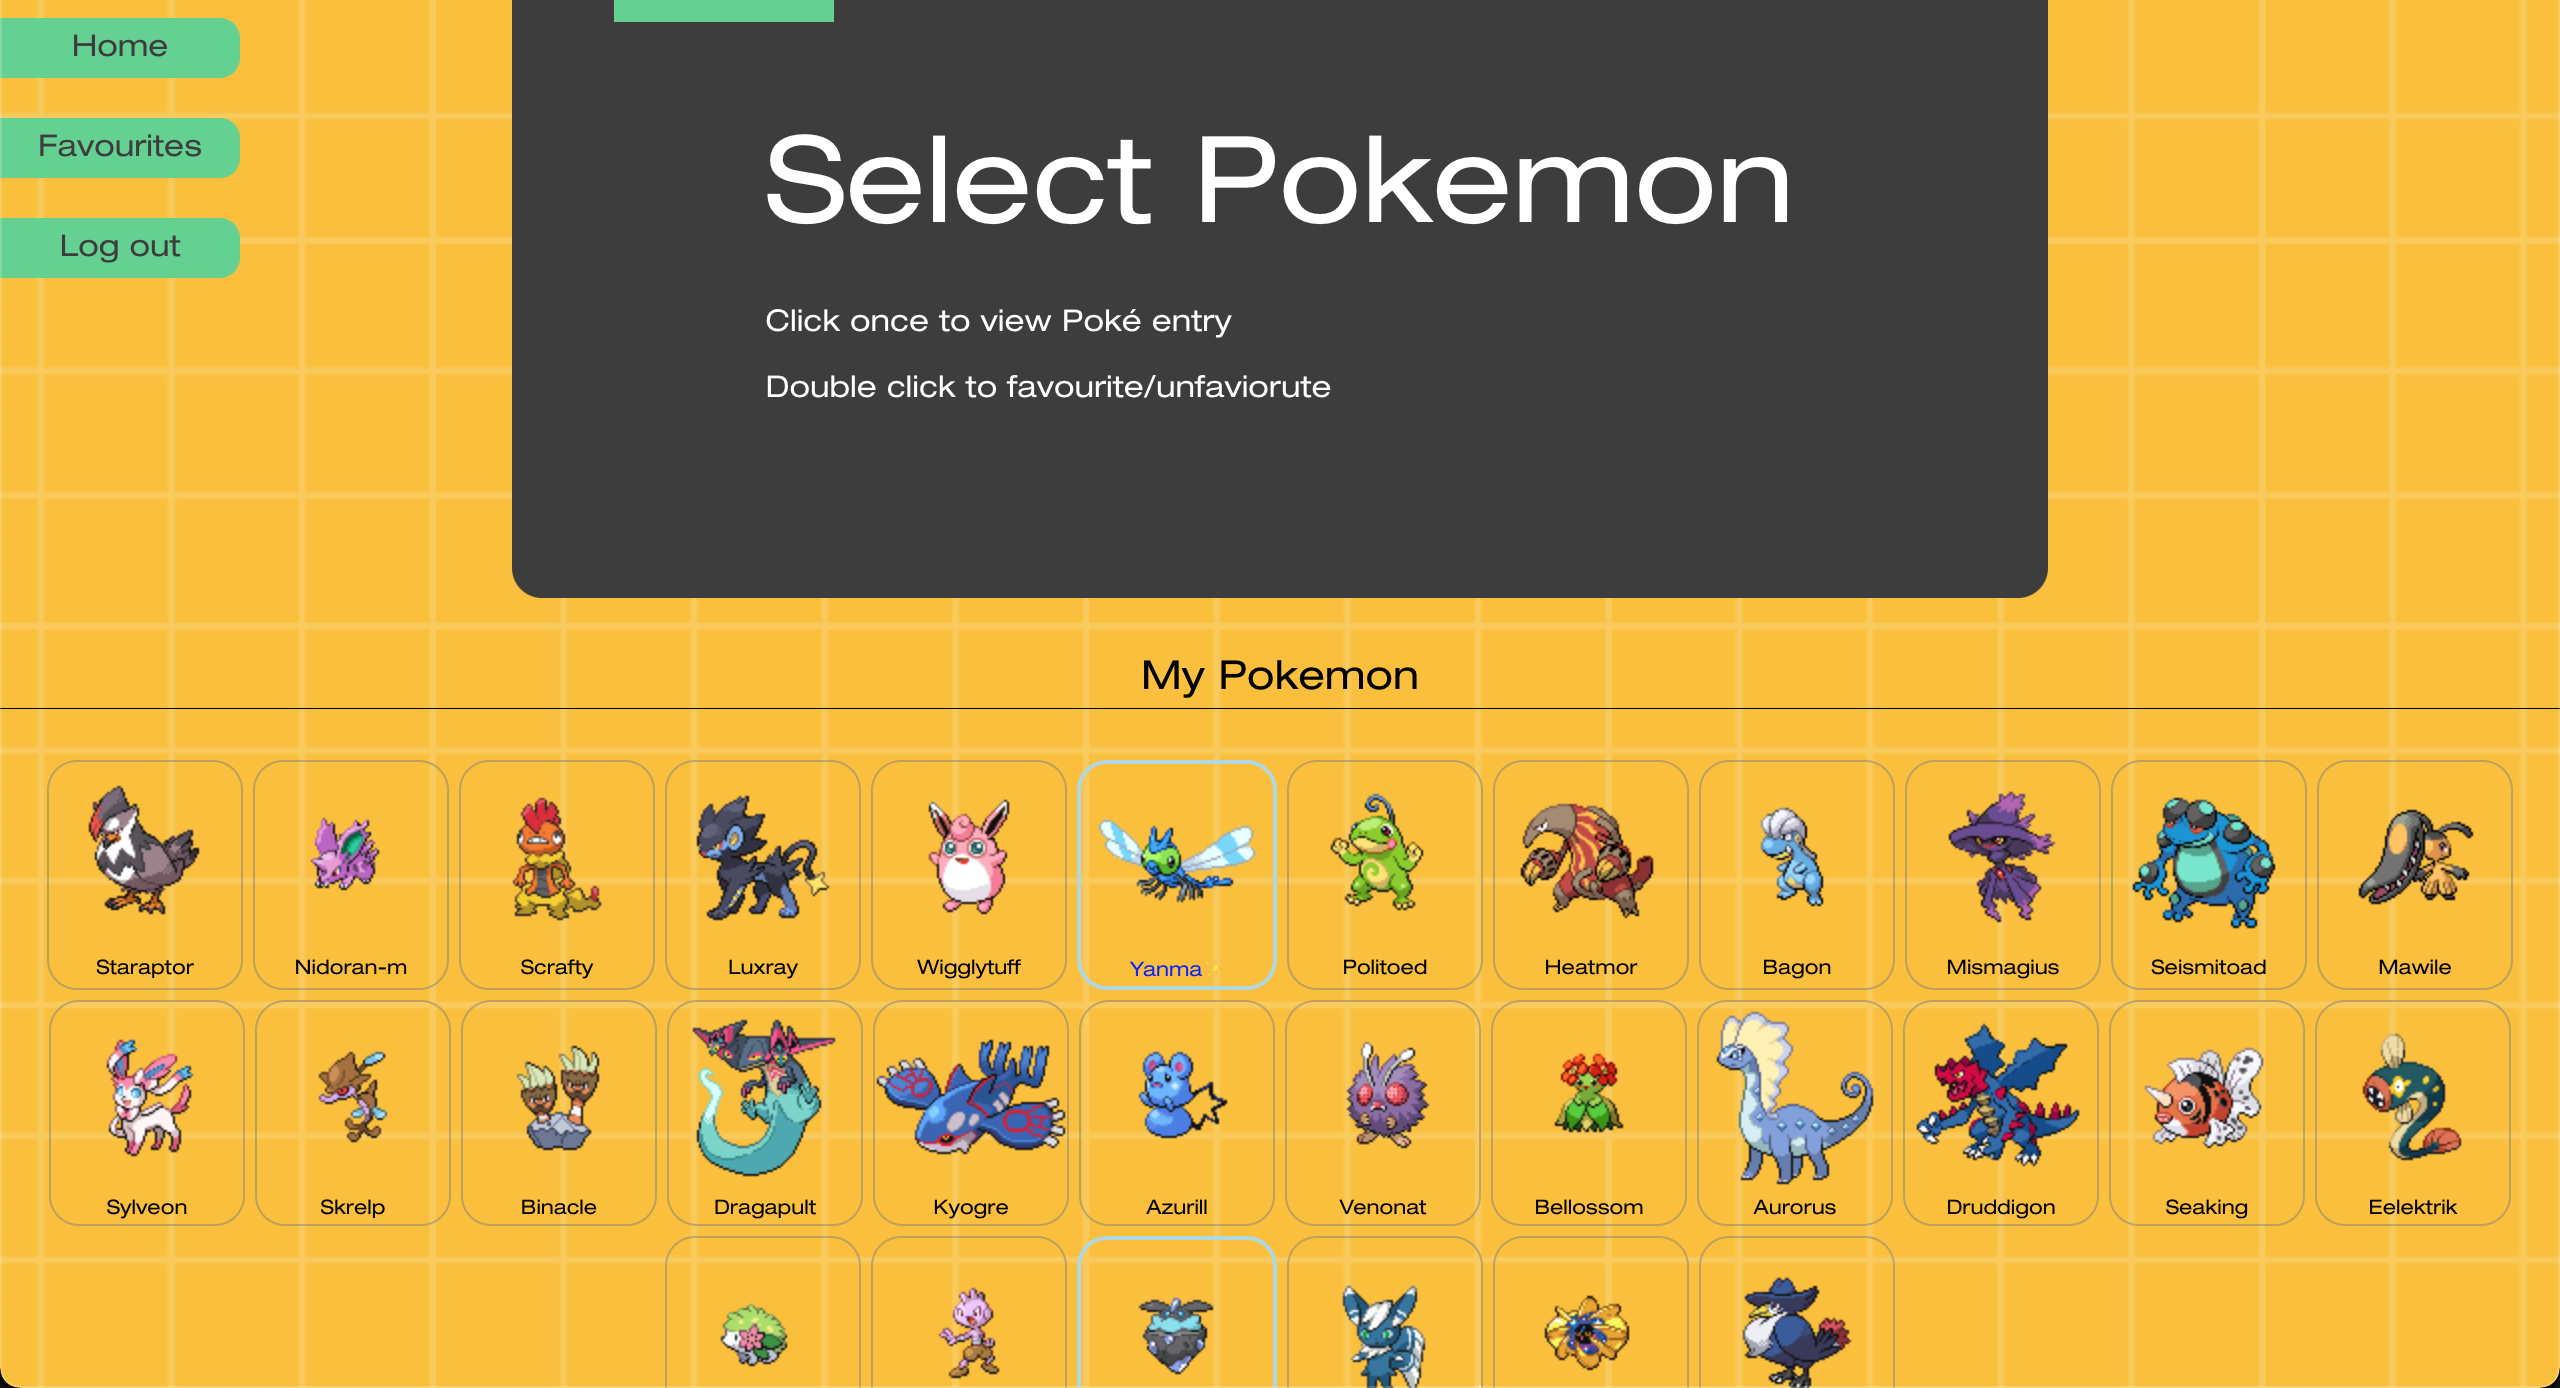 Home
Favourites
Log out
Select Pokemon
Click once to view Poké entry
Double click to favourite/unfaviorute
My Pokemon
Staraptor
Nidoran-m
Scrafty
Luxray
Wigglytuff
Yanma✨
Politoed
Heatmor
Bagon
Mismagius
Seismitoad
Mawile
Sylveon
Skrelp
Binacle
Dragapult
Kyogre
Azurill
Venonat
Bellossom
Aurorus
Druddigon
Seaking
Eelektrik